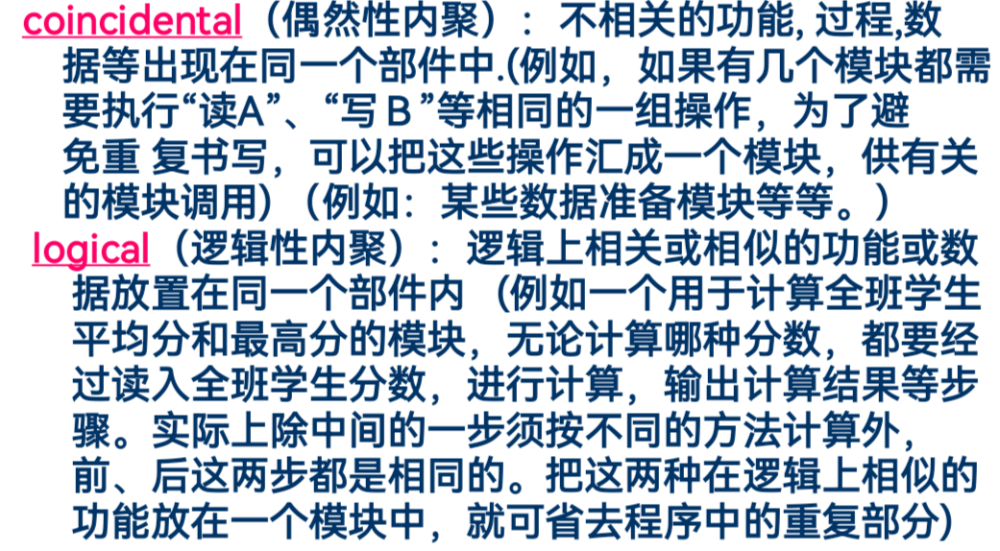 coincidental（偶然性内聚）：不相关的功能, 过程,数
据等出现在同一个部件中.(例如，如果有几个模块都需
要执行“读A”、“写 B ”等相同的一组操作，为了避
免重 复书写，可以把这些操作汇成一个模块，供有关
的模块调用)（例如：某些数据准备模块等等。）
logical（逻辑性内聚）：逻辑上相关或相似的功能或数
据放置在同一个部件内 (例如一个用于计算全班学生
平均分和最高分的模块，无论计算哪种分数，都要经
过读入全班学生分数，进行计算，输出计算结果等步
骤。实际上除中间的一步须按不同的方法计算外，
前、后这两步都是相同的。把这两种在逻辑上相似的
功能放在一个模块中，就可省去程序中的重复部分)